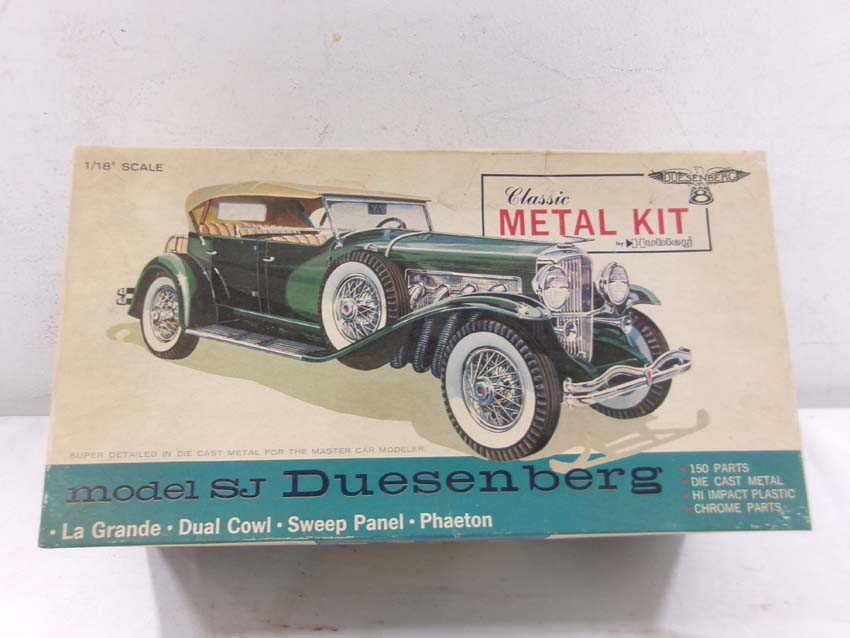 1/18" SCALE
DUESENBERG
8
Classic
METAL KIT
BY Hubley
SUPER DETAILED IN DIE CAST METAL FOR THE MASTER CAR MODELER.
model SJ Duesenberg
• La Grande • Dual Cowl • Sweep Panel • Phaeton
• 150 PARTS
• DIE CAST METAL
• HI IMPACT PLASTIC
• CHROME PARTS